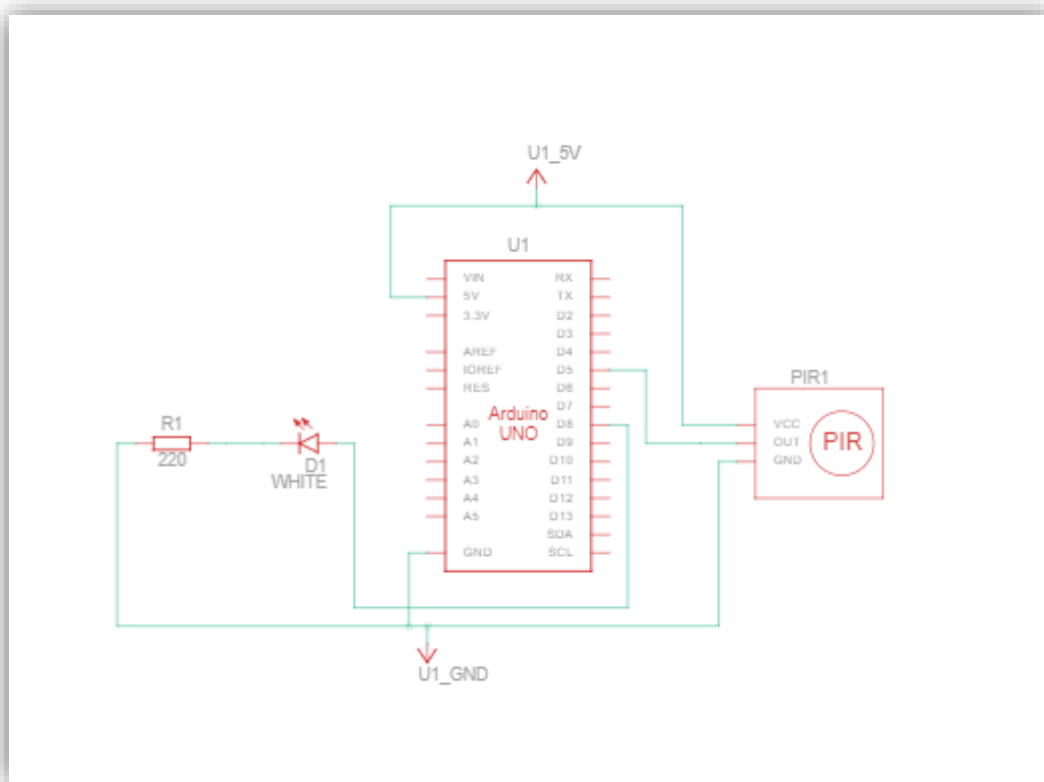 U1_5V
U1
VIN RX
5V TX
3.3V D2
D3
AREF D4
IOREF D5
RES D6
D7
A0 D8
A1 D9
A2 D10
A3 D11
A4 D12
A5 D13
SDA
GND SCL
Arduino
UNO
R1
220
D1
WHITE
PIR1
VCC
OUT
GND
PIR
U1_GND